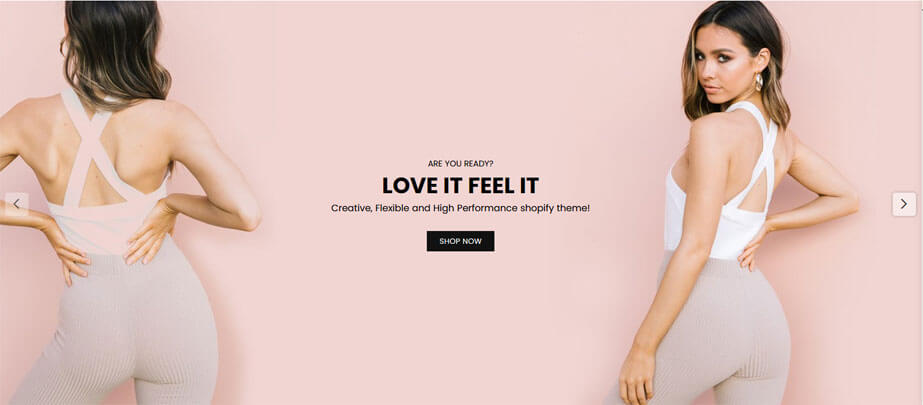 ARE YOU READY?
LOVE IT FEEL IT
Creative, Flexible and High Performance shopify theme!
SHOP NOW